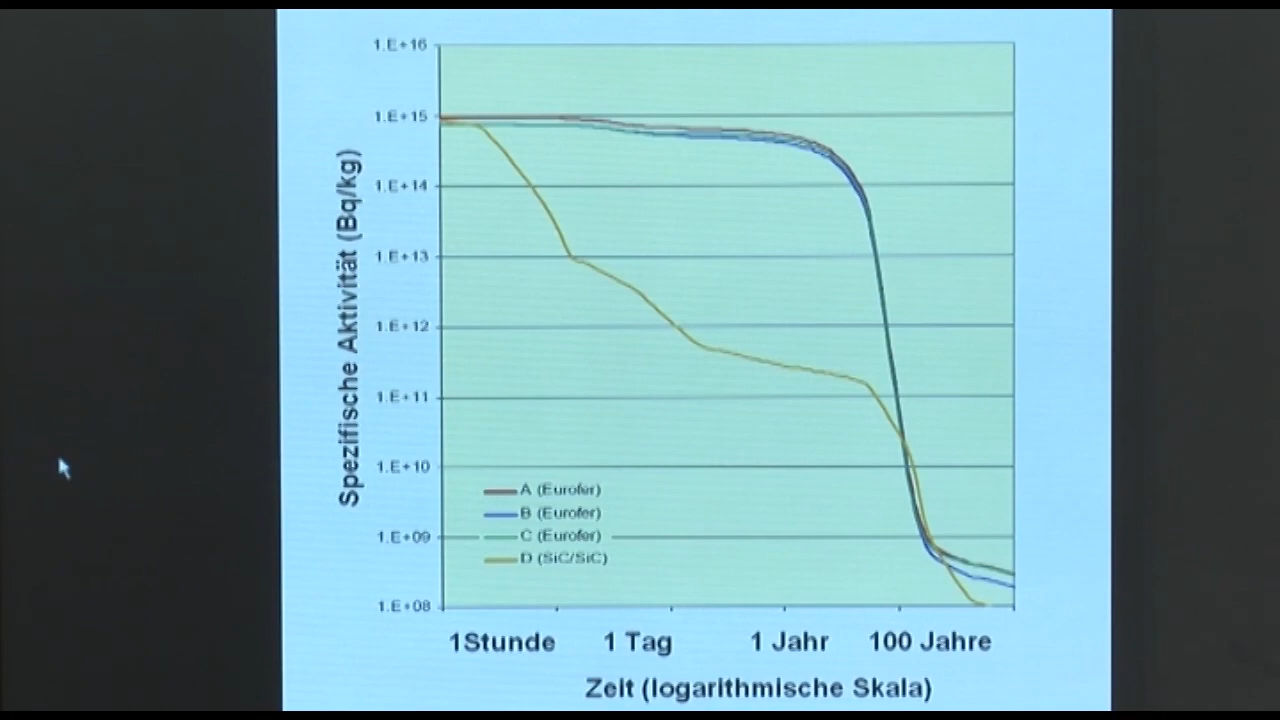 1.E+16
1.E+15
1.E+14
1.E+13
1.E+12
1.E+11
1.E+10
1.E+09
1.E+08
Spezifische Aktivität (Bq/kg)
A (Eurofer)
B (Eurofer)
C (Eurofer)
D (SiC/SiC)
1Stunde 1 Tag 1 Jahr 100 Jahre
Zeit (logarithmische Skala)